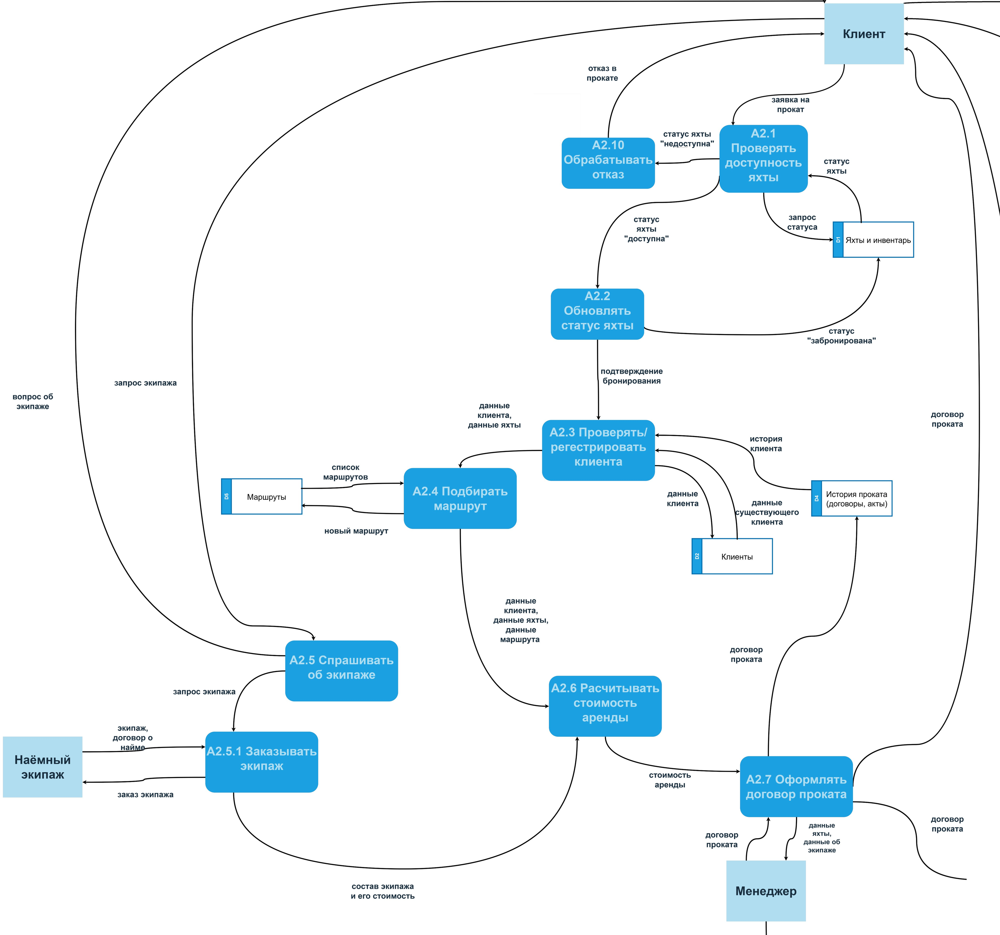 Клиент
отказ в
прокате
заявка на
прокат
A2.1
Проверять
доступность
яхты
статус яхты
"недоступна"
A2.10
Обрабатывать
отказ
статус
яхты
запрос
статуса
D1
Яхты и инвентарь
статус
яхты
"доступна"
A2.2
Обновлять
статус яхты
статус
"забронирована"
подтверждение
бронирования
запрос экипажа
вопрос об
экипаже
данные
клиента,
данные яхты
A2.3 Проверять/
регестрировать
клиента
история
клиента
договор
проката
список
маршрутов
D5
Маршруты
A2.4 Подбирать
маршрут
новый маршрут
данные
клиента
данные
существующего
клиента
D4
История проката
(договоры, акты)
D2
Клиенты
данные
клиента,
данные яхты,
данные
маршрута
A2.5 Спрашивать
об экипаже
договор
проката
запрос экипажа
A2.6 Расчитывать
стоимость
аренды
экипаж,
договор о
найме
Наёмный
экипаж
A2.5.1 Заказывать
экипаж
заказ экипажа
стоимость
аренды
A2.7 Оформлять
договор проката
договор
проката
данные
яхты,
данные об
экипаже
договор
проката
состав экипажа
и его стоимость
Менеджер